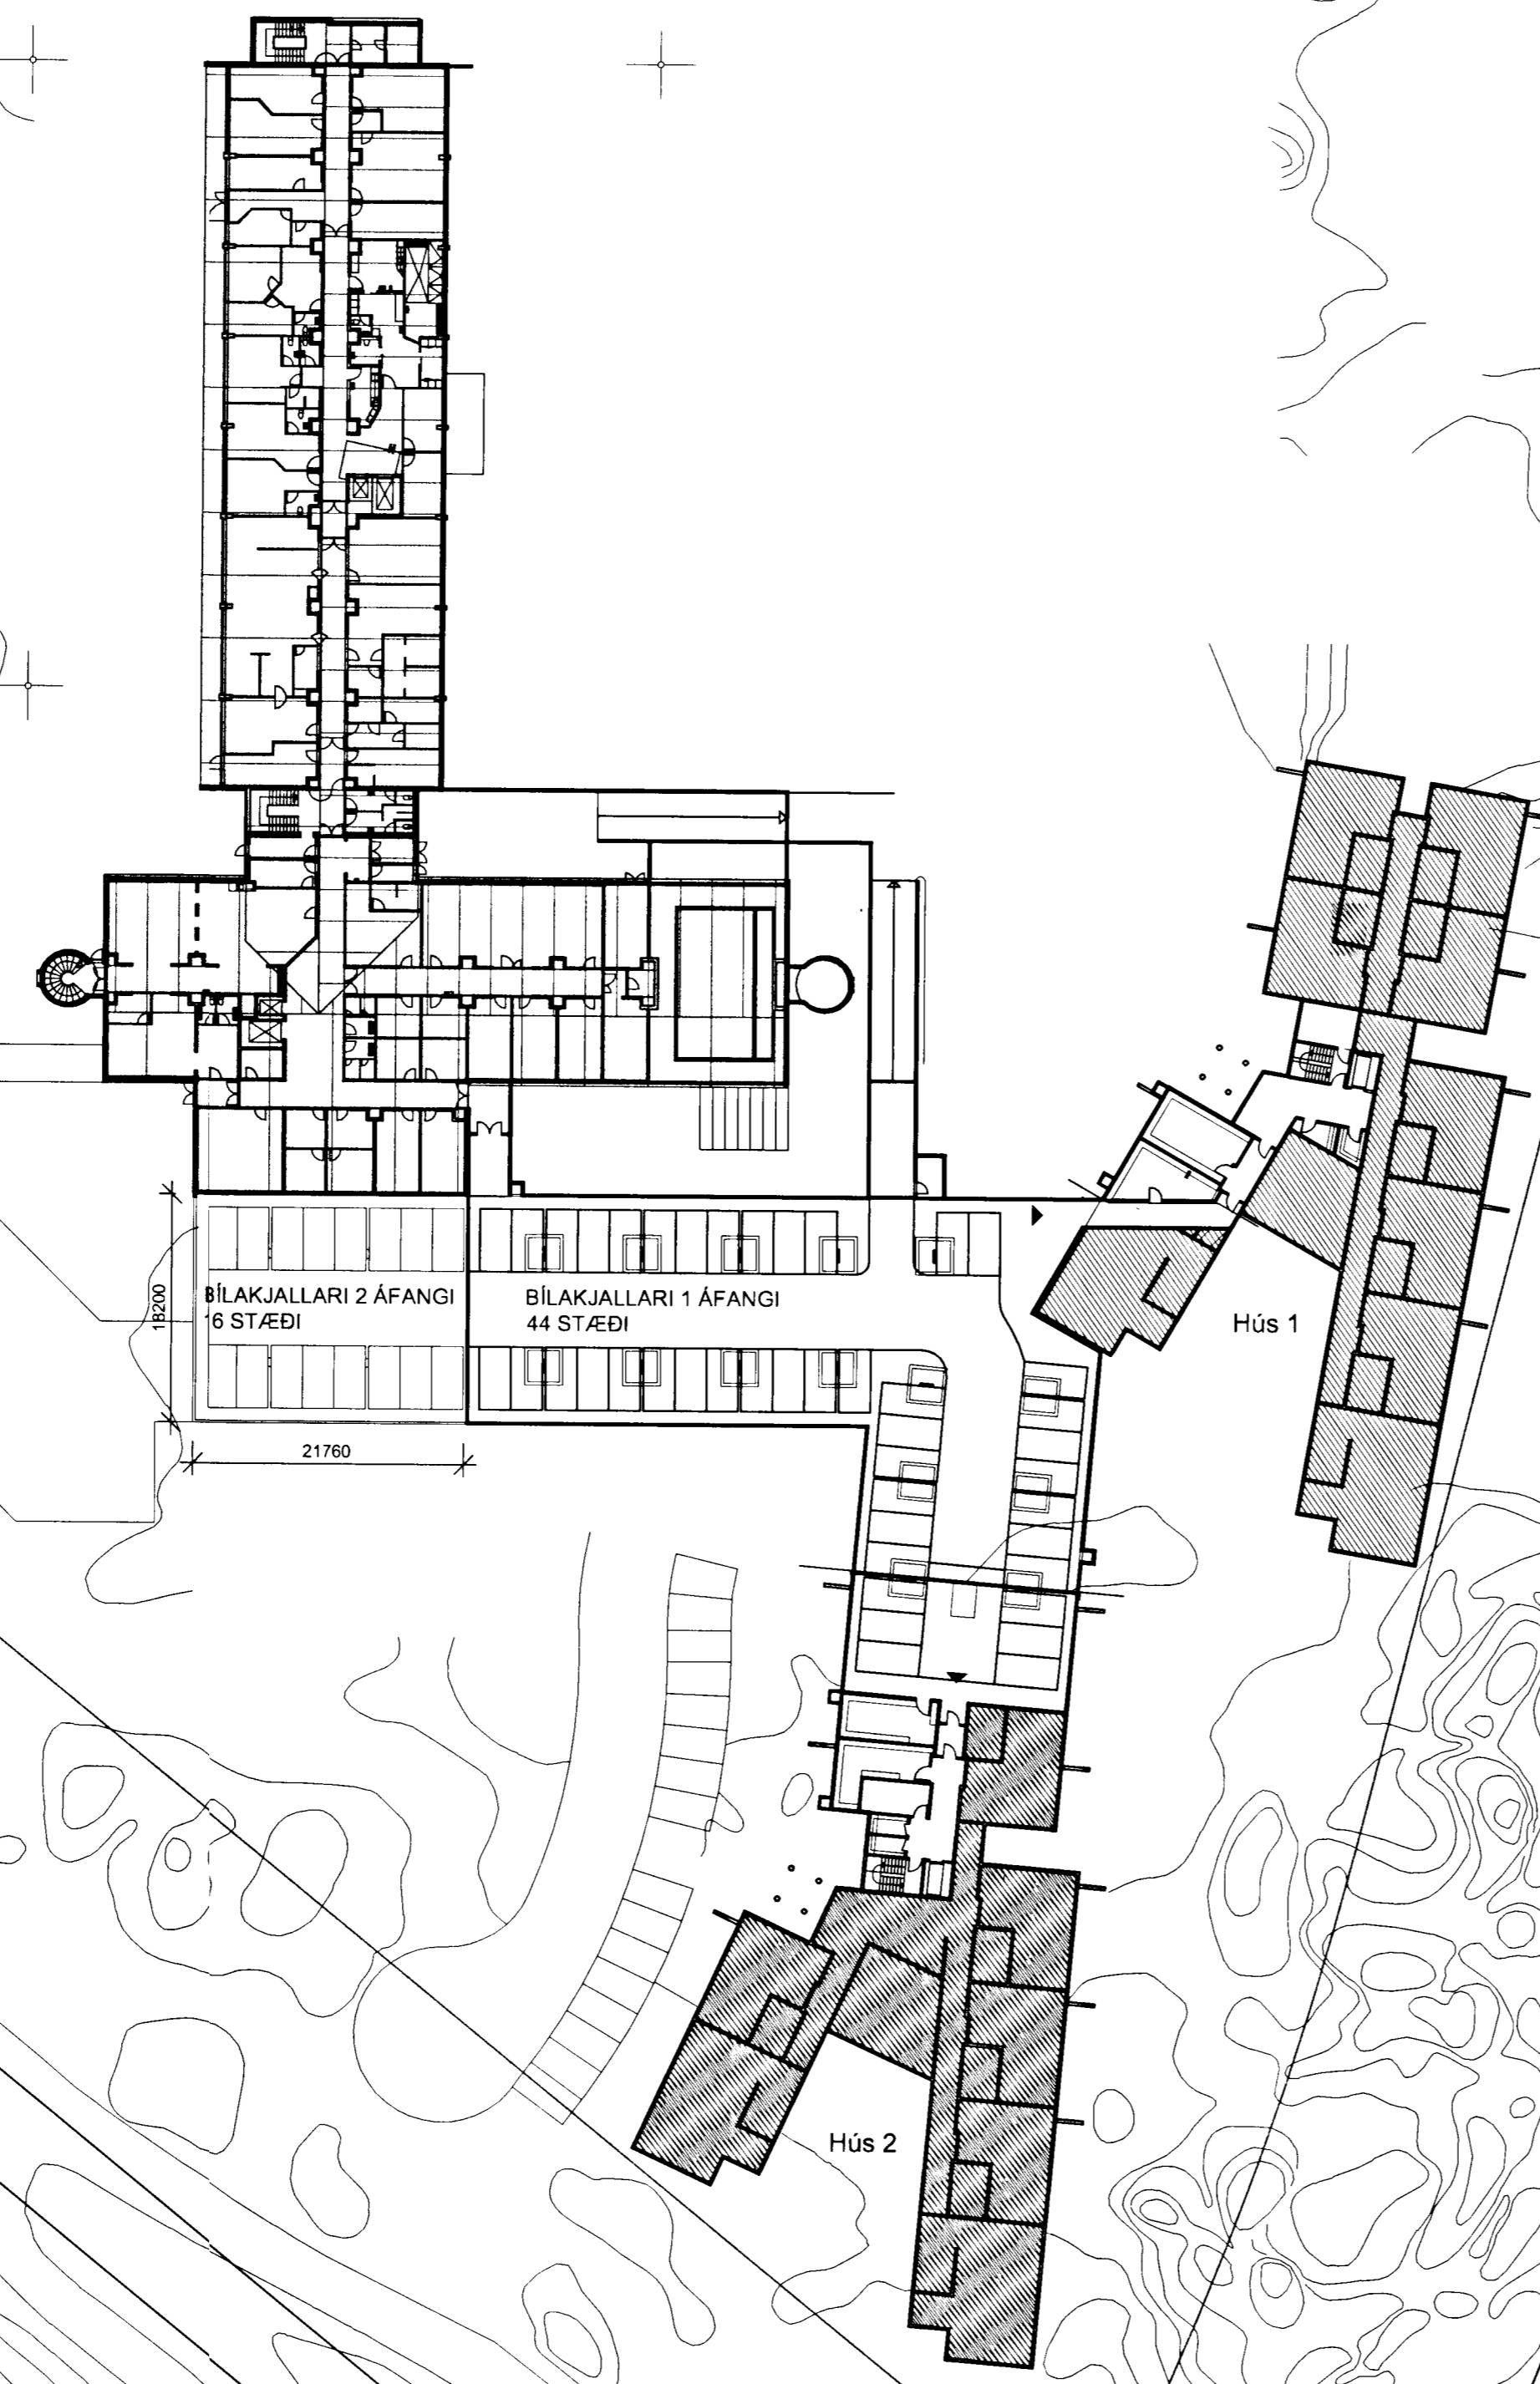 BÍLAKJALLARI 2 ÁFANGI
16 STÆÐI
BÍLAKJALLARI 1 ÁFANGI
44 STÆÐI
18200
21760
Hús 1
Hús 2